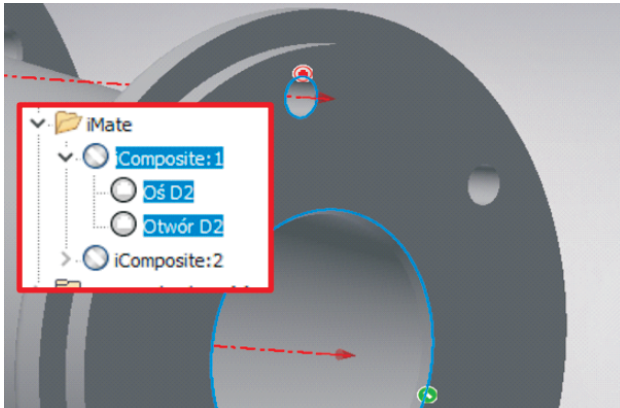 iMate
iComposite:1
Oś D2
Otwór D2
iComposite:2